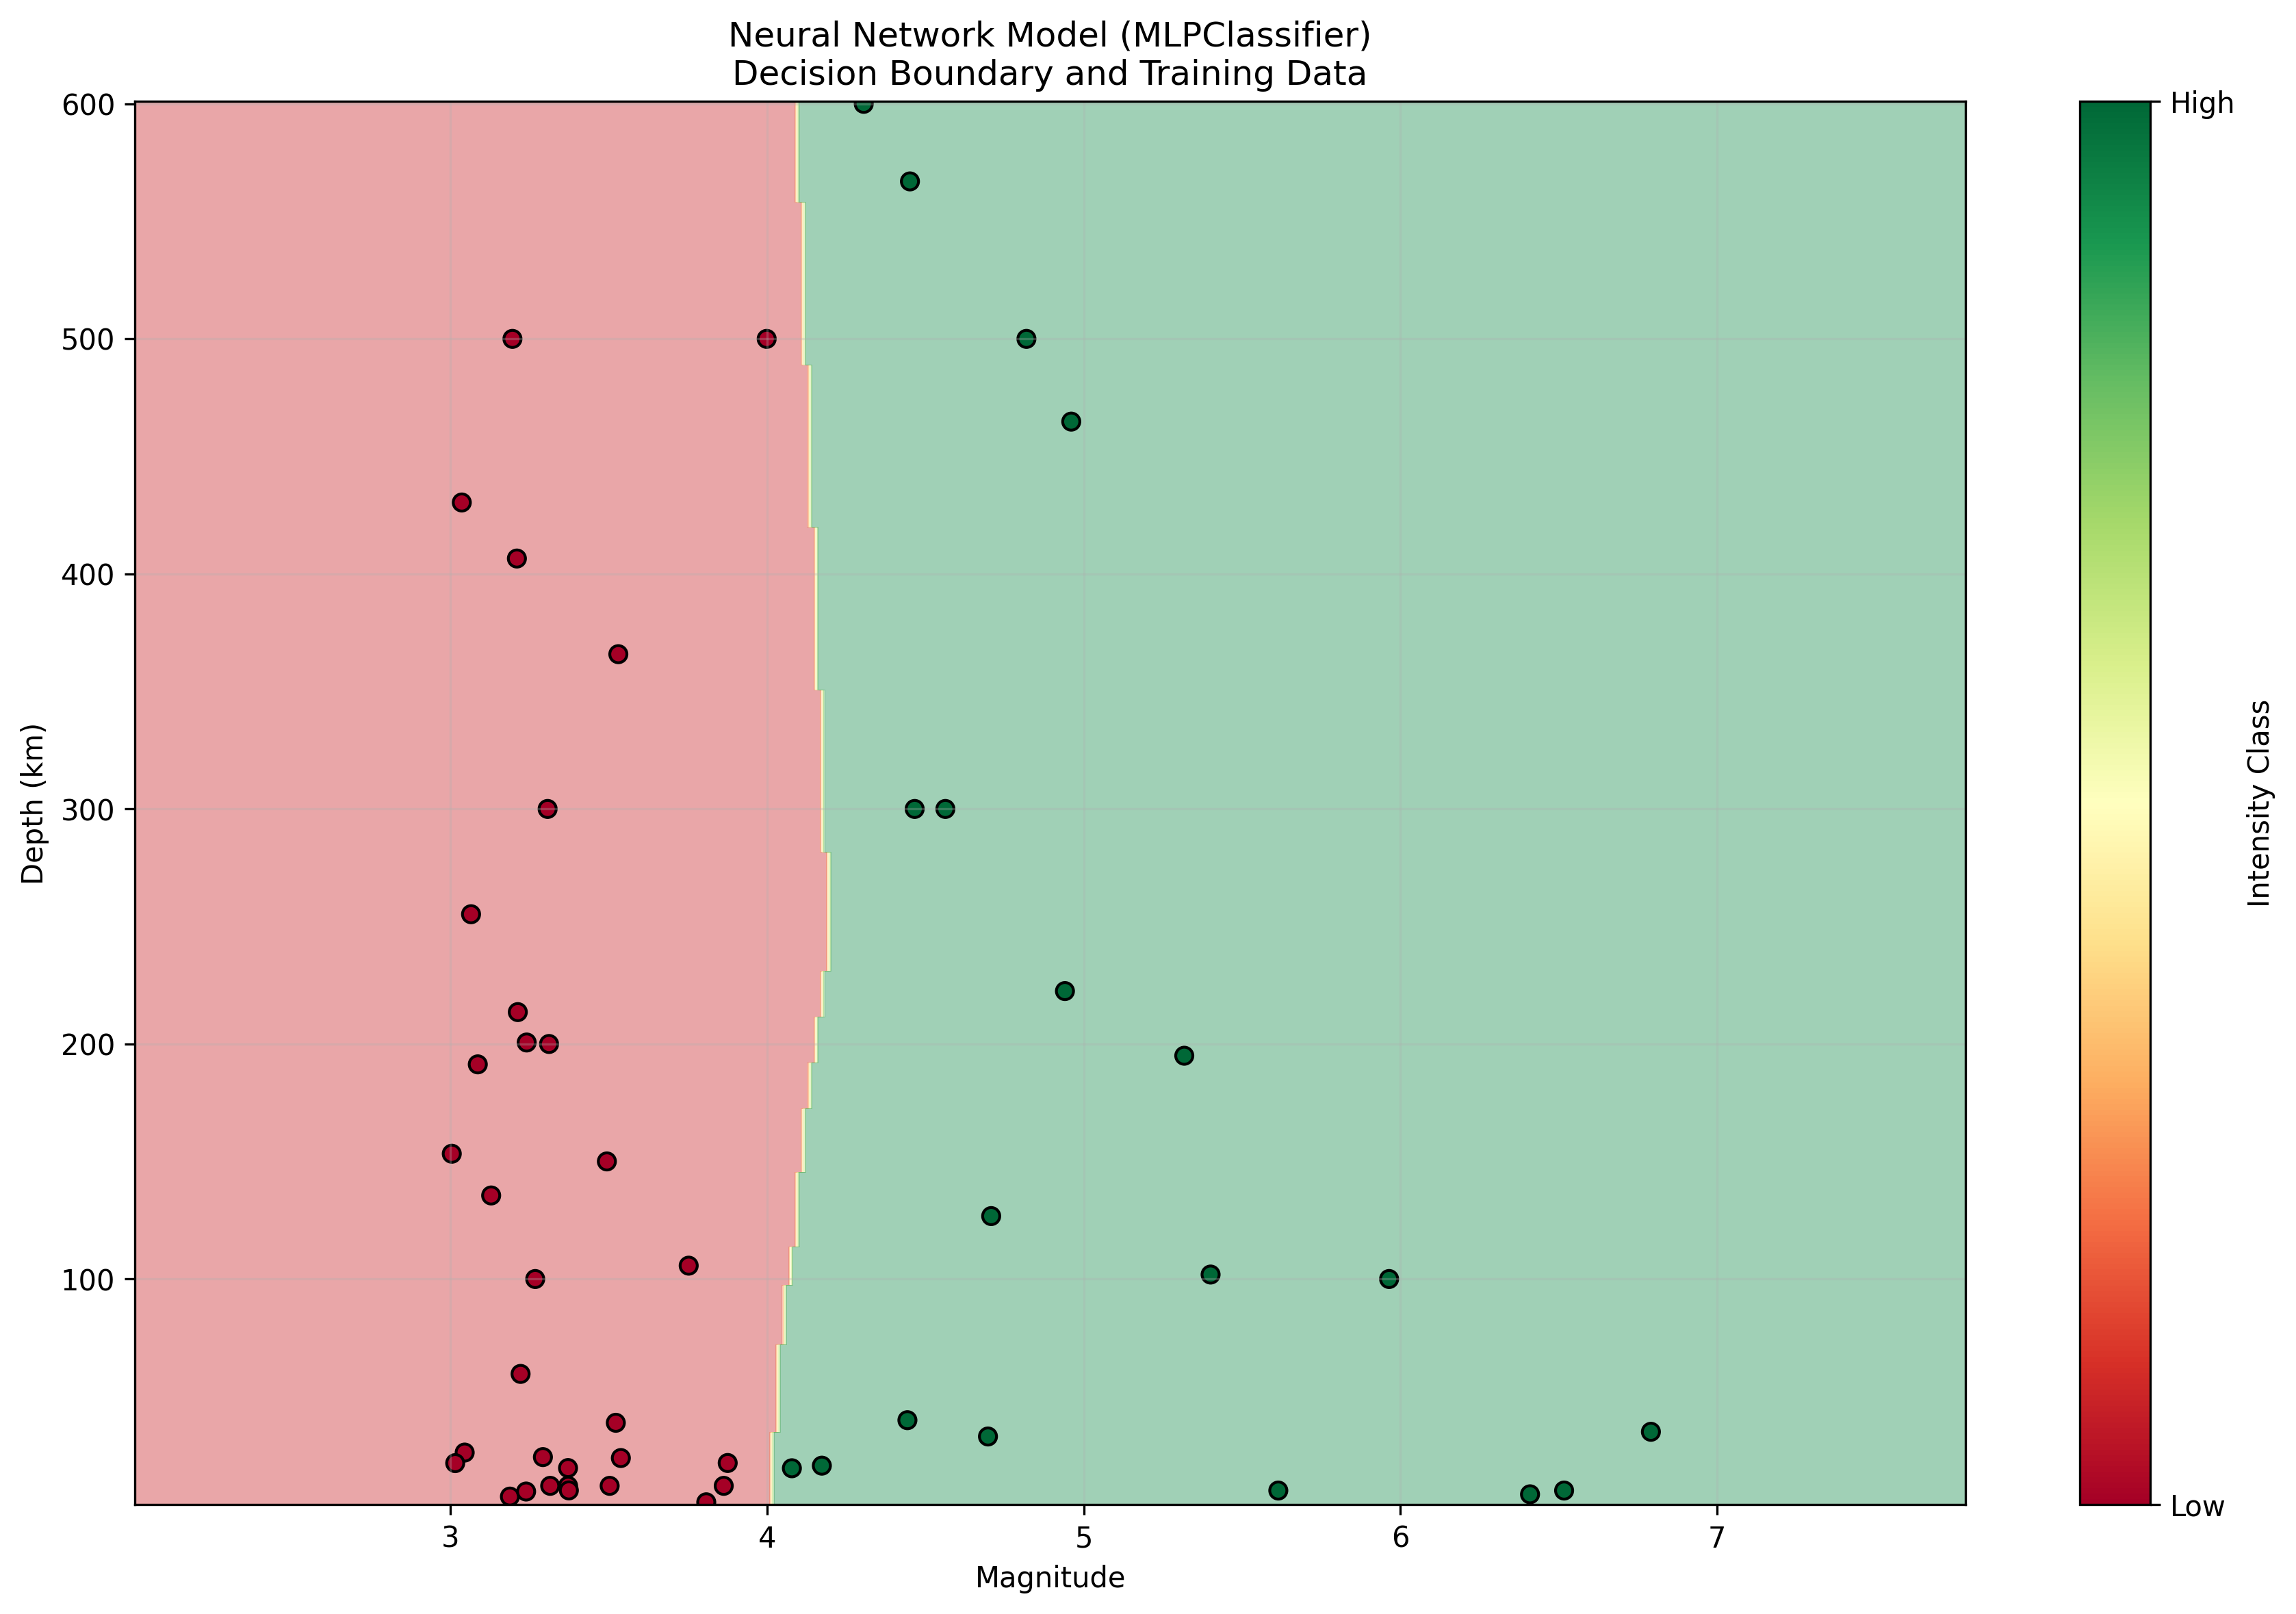 Neural Network Model (MLPClassifier)
Decision Boundary and Training Data
600
500
400
300
200
100
Depth (km)
3
4
5
6
7
Magnitude
High
Low
Intensity Class